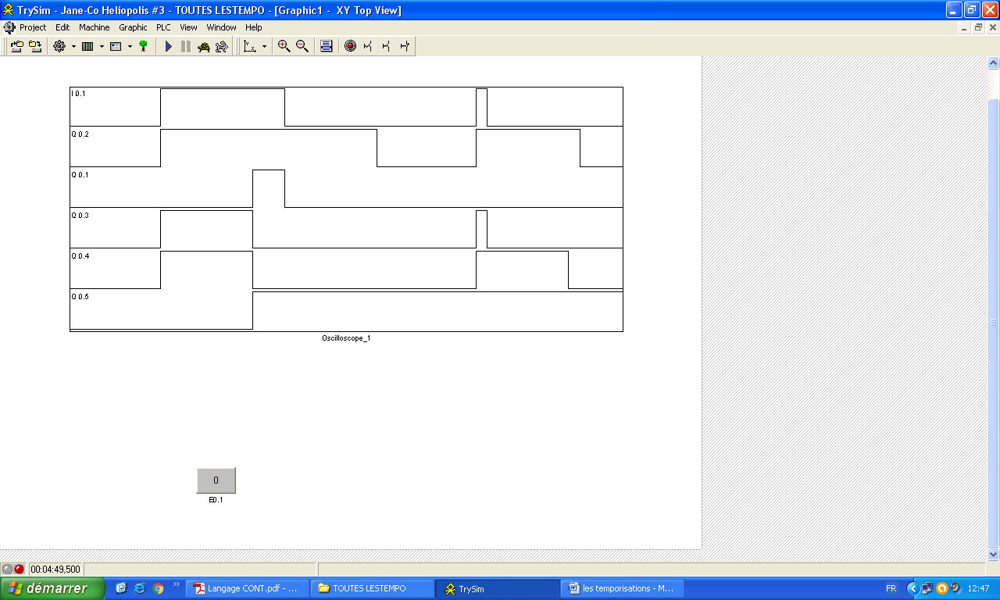 TrySim - Jane-Co Heliopolis #3 - TOUTES LESTEMPO - [Graphic1 - XY Top View]
Project Edit Machine Graphic PLC View Window Help
I 0.1
Q 0.2
Q 0.1
Q 0.3
Q 0.4
Q 0.5
Oscilloscope_1
0
E0.1
00:04:49,500
démarrer » Langage CONT.pdf - ... TOUTES LESTEMPO TrySim les temporisations - M... FR 12:47